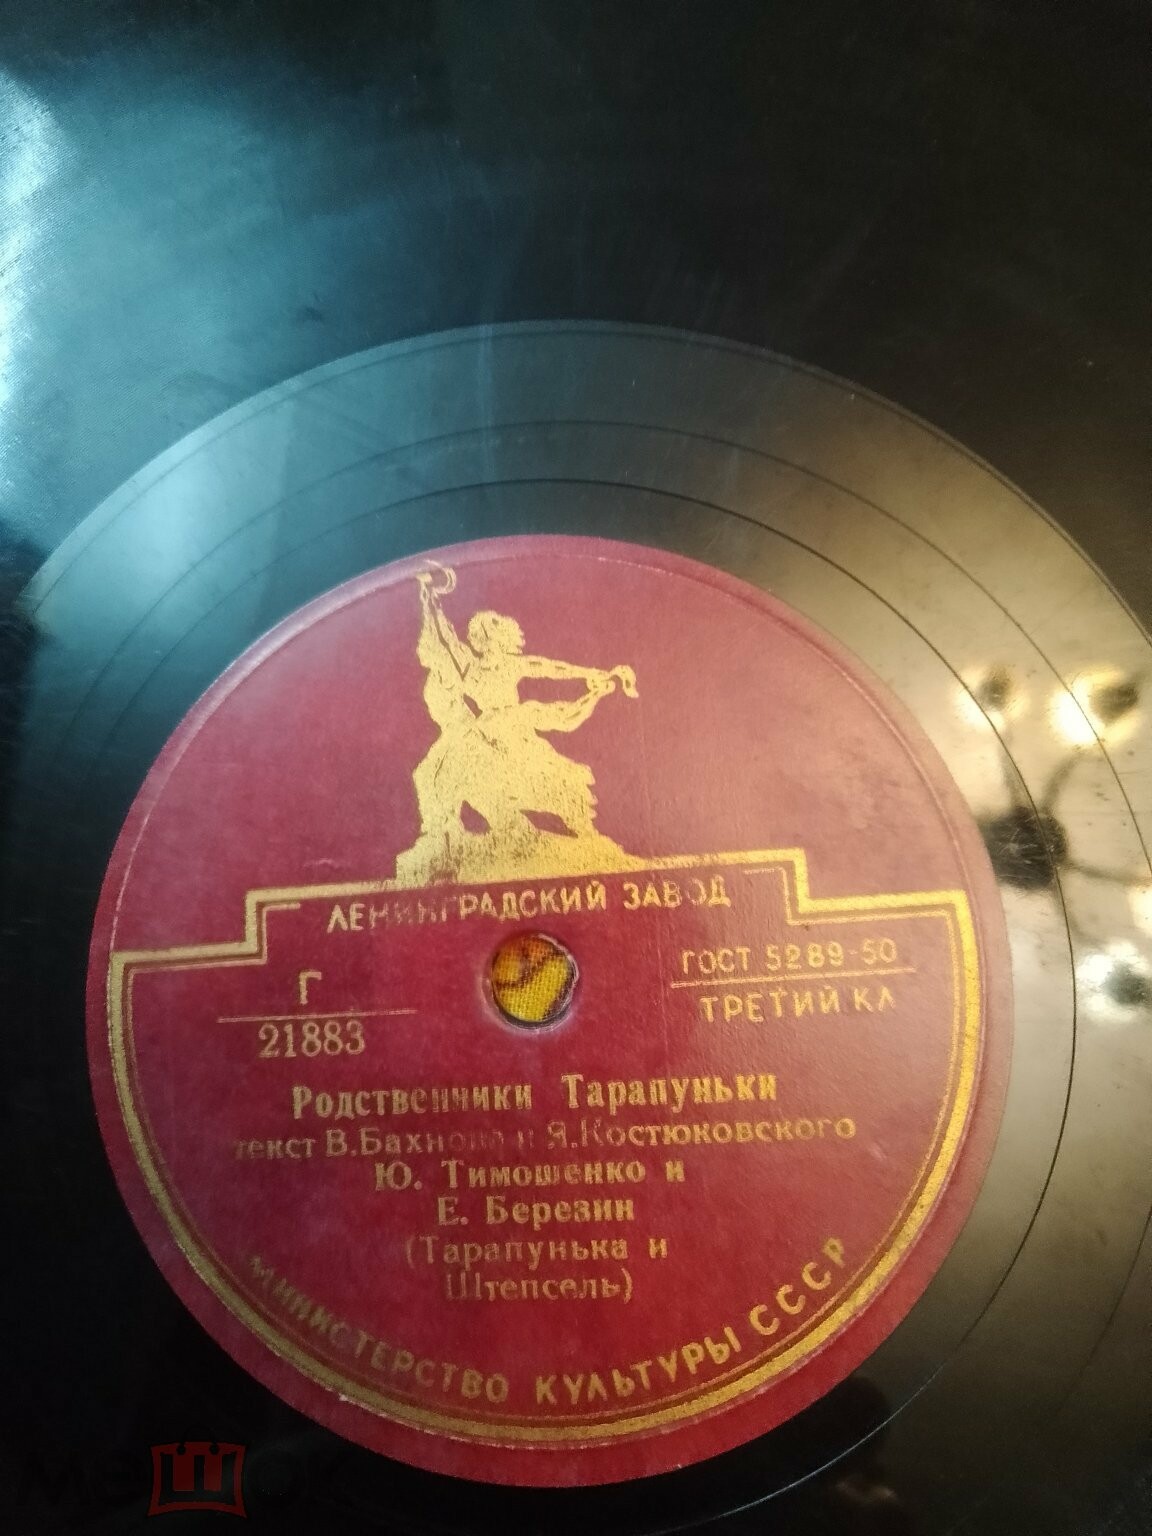 ЛЕНИНГРАДСКИЙ ЗАВОД
ГОСТ 5289-50
ТРЕТИЙ КЛ
Г
21883
Родственники Тарапуньки
текст В.Бахнова и Я.Костюковского
Ю. Тимошенко и
Е. Березин
(Тарапунька и
Штепсель)
МИНИСТЕРСТВО КУЛЬТУРЫ СССР
мешок